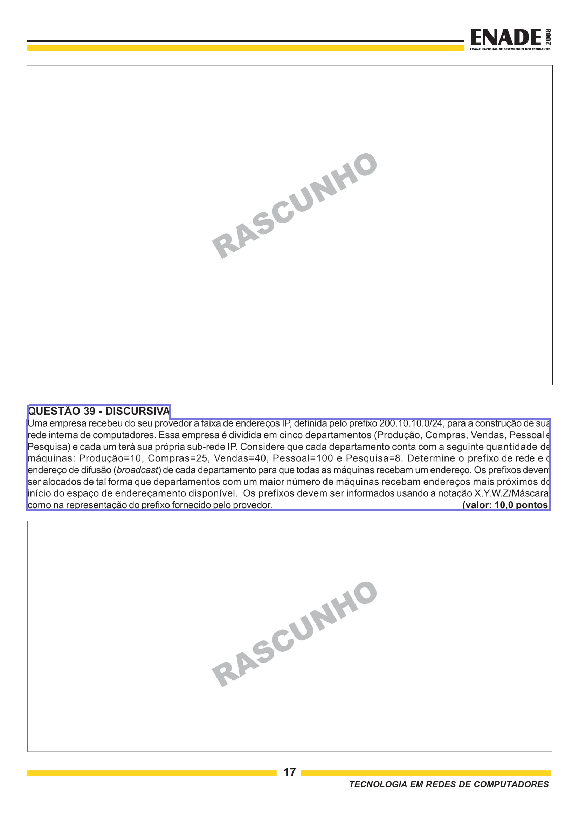 ENADE 2008
RASCUNHO
QUESTÃO 39 - DISCURSIVA
Uma empresa recebeu do seu provedor a faixa de endereços IP, definida pelo prefixo 200.10.10.0/24, para a construção de sua
rede interna de computadores. Essa empresa é dividida em cinco departamentos (Produção, Compras, Vendas, Pessoal e
Pesquisa) e cada um terá sua própria sub-rede IP. Considere que cada departamento conta com a seguinte quantidade de
máquinas: Produção=10, Compras=25, Vendas=40, Pessoal=100 e Pesquisa=8. Determine o prefixo de rede e o
endereço de difusão (broadcast) de cada departamento para que todas as máquinas recebam um endereço. Os prefixos devem
ser alocados de tal forma que departamentos com um maior número de máquinas recebam endereços mais próximos do
início do espaço de endereçamento disponível. Os prefixos devem ser informados usando a notação X.Y.W.Z/Máscara,
como na representação do prefixo fornecido pelo provedor. (valor: 10,0 pontos)
RASCUNHO
17
TECNOLOGIA EM REDES DE COMPUTADORES